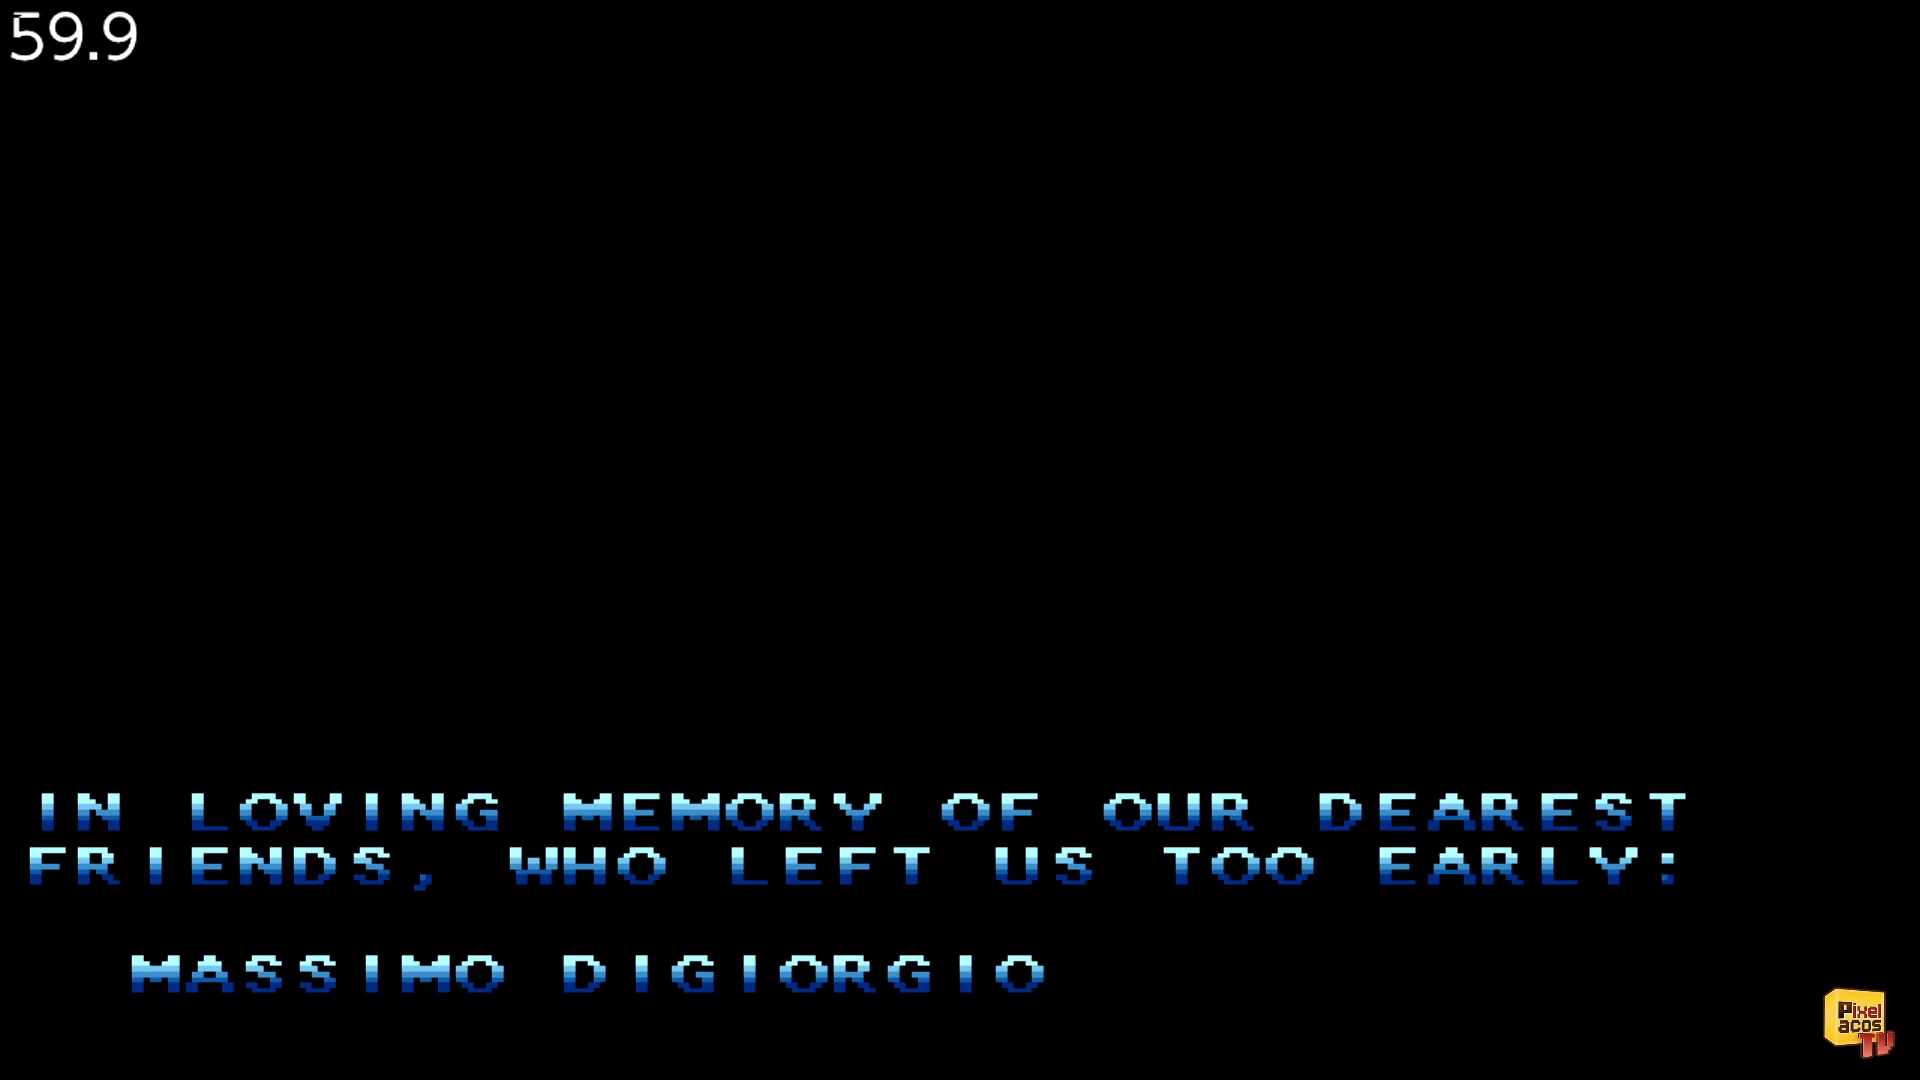 59.9
IN LOVING MEMORY OF OUR DEAREST
FRIENDS, WHO LEFT US TOO EARLY:
MASSIMO DIGIORGIO
Pixel
acos
TV